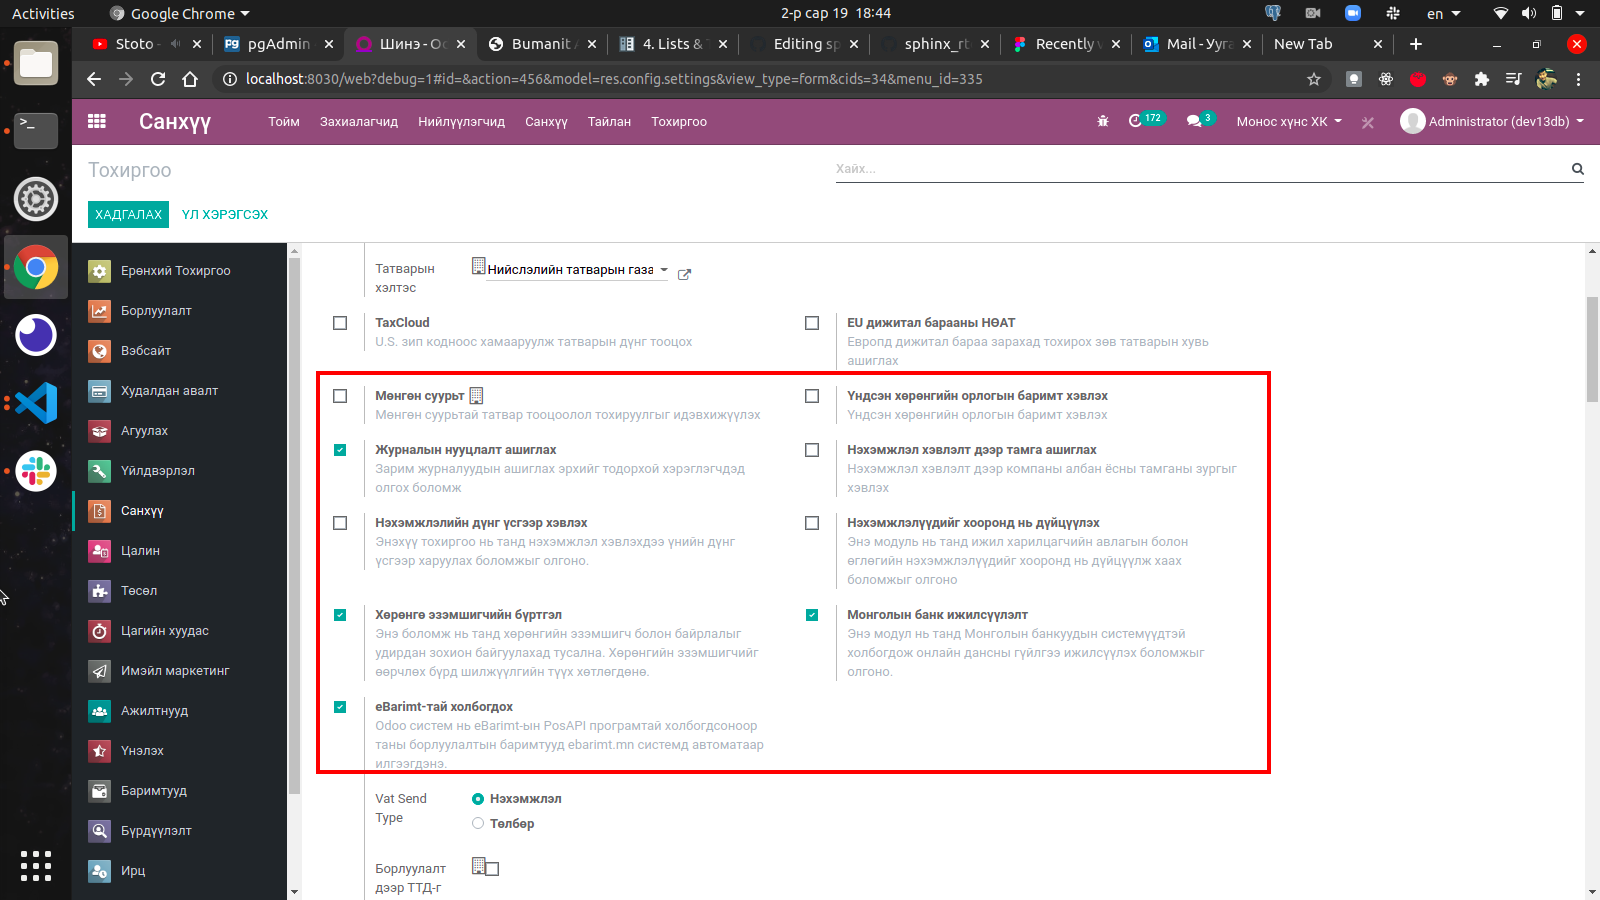 Activities
Google Chrome
2-р сар 19 18:44
en
Stoto -
pgAdmin
Шинэ - Od
Bumanit
4. Lists & T
Editing sp
sphinx_rt
Recently v
Mail - Ууга
New Tab
localhost:8030/web?debug=1#id=&action=456&model=res.config.settings&view_type=form&cids=34&menu_id=335
Санхүү
Тойм
Захиалагчид
Нийлүүлэгчид
Санхүү
Тайлан
Тохиргоо
172
3
Монос хүнс ХК
Administrator (dev13db)
Тохиргоо
Хайх...
ХАДГАЛАХ
ҮЛ ХЭРЭГСЭХ
Ерөнхий Тохиргоо
Борлуулалт
Вэбсайт
Худалдан авалт
Агуулах
Үйлдвэрлэл
Санхүү
Цалин
Төсөл
Цагийн хуудас
Имэйл маркетинг
Ажилтнууд
Үнэлэх
Баримтууд
Бүрдүүлэлт
Ирц
Татварын
хэлтэс
Нийслэлийн татварын газа
TaxCloud
U.S. зип кодноос хамааруулж татварын дүнг тооцох
EU дижитал барааны НӨАТ
Европд дижитал бараа зарахад тохирох зөв татварын хувь
ашиглах
Мөнгөн суурьт
Мөнгөн суурьтай татвар тооцоолол тохируулгыг идэвхижүүлэх
Үндсэн хөрөнгийн орлогын баримт хэвлэх
Үндсэн хөрөнгийн орлогын баримт хэвлэх
Журналын нууцлалт ашиглах
Зарим журналуудын ашиглах эрхийг тодорхой хэрэглэгчдэд
олгох боломж
Нэхэмжлэл хэвлэлт дээр тамга ашиглах
Нэхэмжлэл хэвлэлт дээр компаны албан ёсны тамганы зургыг
хэвлэх
Нэхэмжлэлийн дүнг үсгээр хэвлэх
Энэхүү тохиргоо нь танд нэхэмжлэл хэвлэхдээ үнийн дүнг
үсгээр харуулах боломжыг олгоно.
Нэхэмжлэлүүдийг хооронд нь дүйцүүлэх
Энэ модуль нь танд ижил харилцагчийн авлагын болон
өглөгийн нэхэмжлэлүүдийг хооронд нь дүйцүүлж хаах
боломжыг олгоно
Хөрөнгө эзэмшигчийн бүртгэл
Энэ боломж нь танд хөрөнгийн эзэмшигч болон байрлалыг
удирдан зохион байгуулахад тусална. Хөрөнгийн эзэмшигчийг
өөрчлөх бүрд шилжүүлгийн түүх хөтлөгдөнө.
Монголын банк ижилсүүлэлт
Энэ модул нь танд Монголын банкуудын системүүдтэй
холбогдож онлайн дансны гүйлгээ ижилсүүлэх боломжыг
олгоно.
eBarimt-тай холбогдох
Odoo систем нь eBarimt-ын PosAPI програмтай холбогдсоноор
таны борлуулалтын баримтууд ebarimt.mn системд автоматаар
илгээгдэнэ.
Vat Send
Type
Нэхэмжлэл
Төлбөр
Борлуулалт
дээр ТТД-г